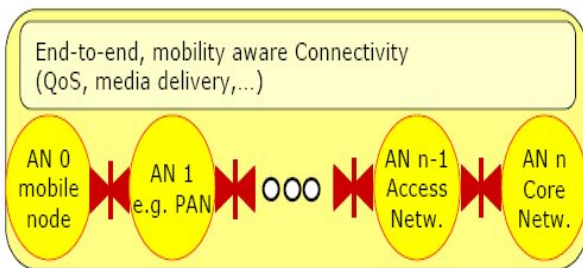 End-to-end, mobility aware Connectivity
(QoS, media delivery,...)
AN 0
mobile
node
AN 1
e.g. PAN
AN n-1
Access
Netw.
AN n
Core
Netw.